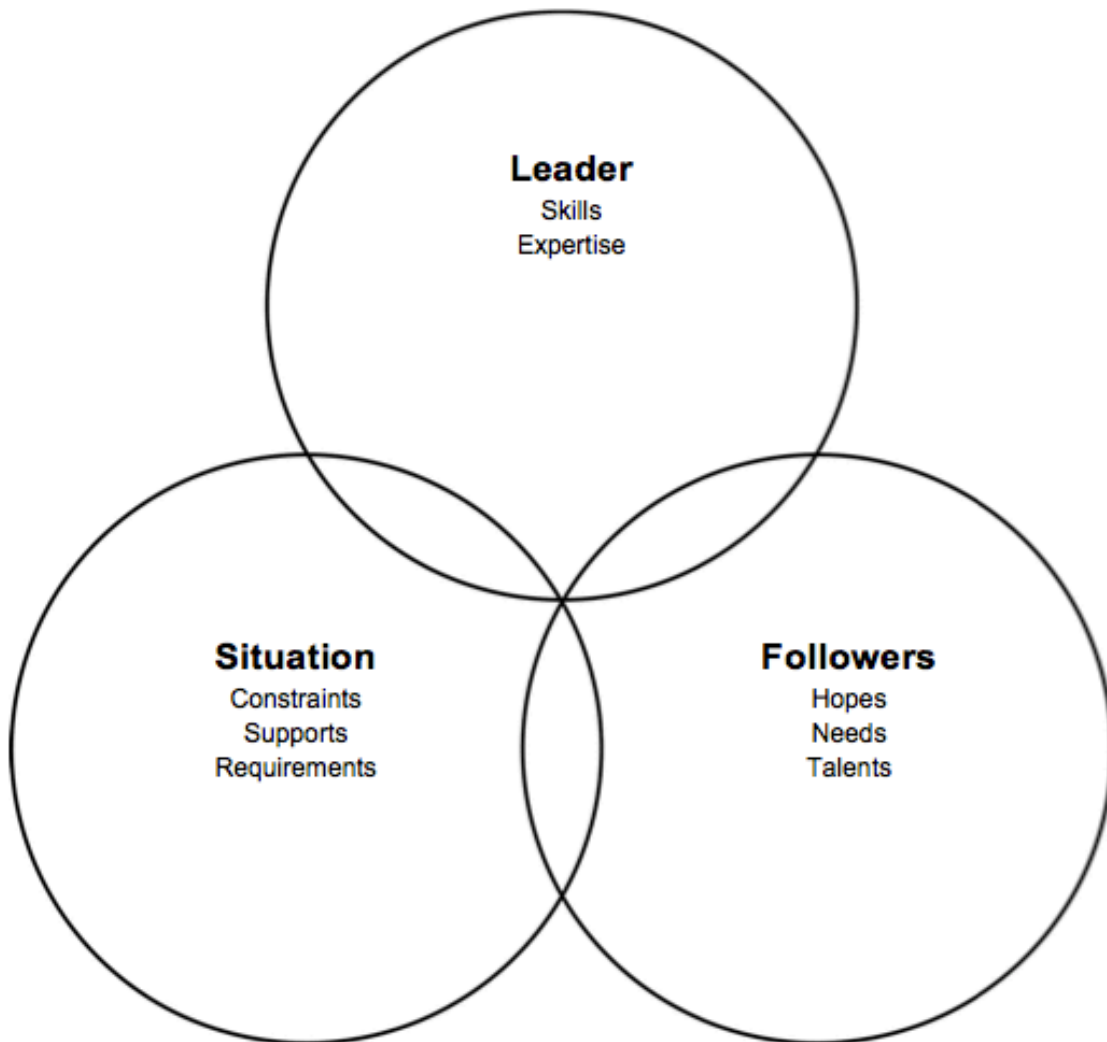 Leader
Skills
Expertise
Situation
Constraints
Supports
Requirements
Followers
Hopes
Needs
Talents